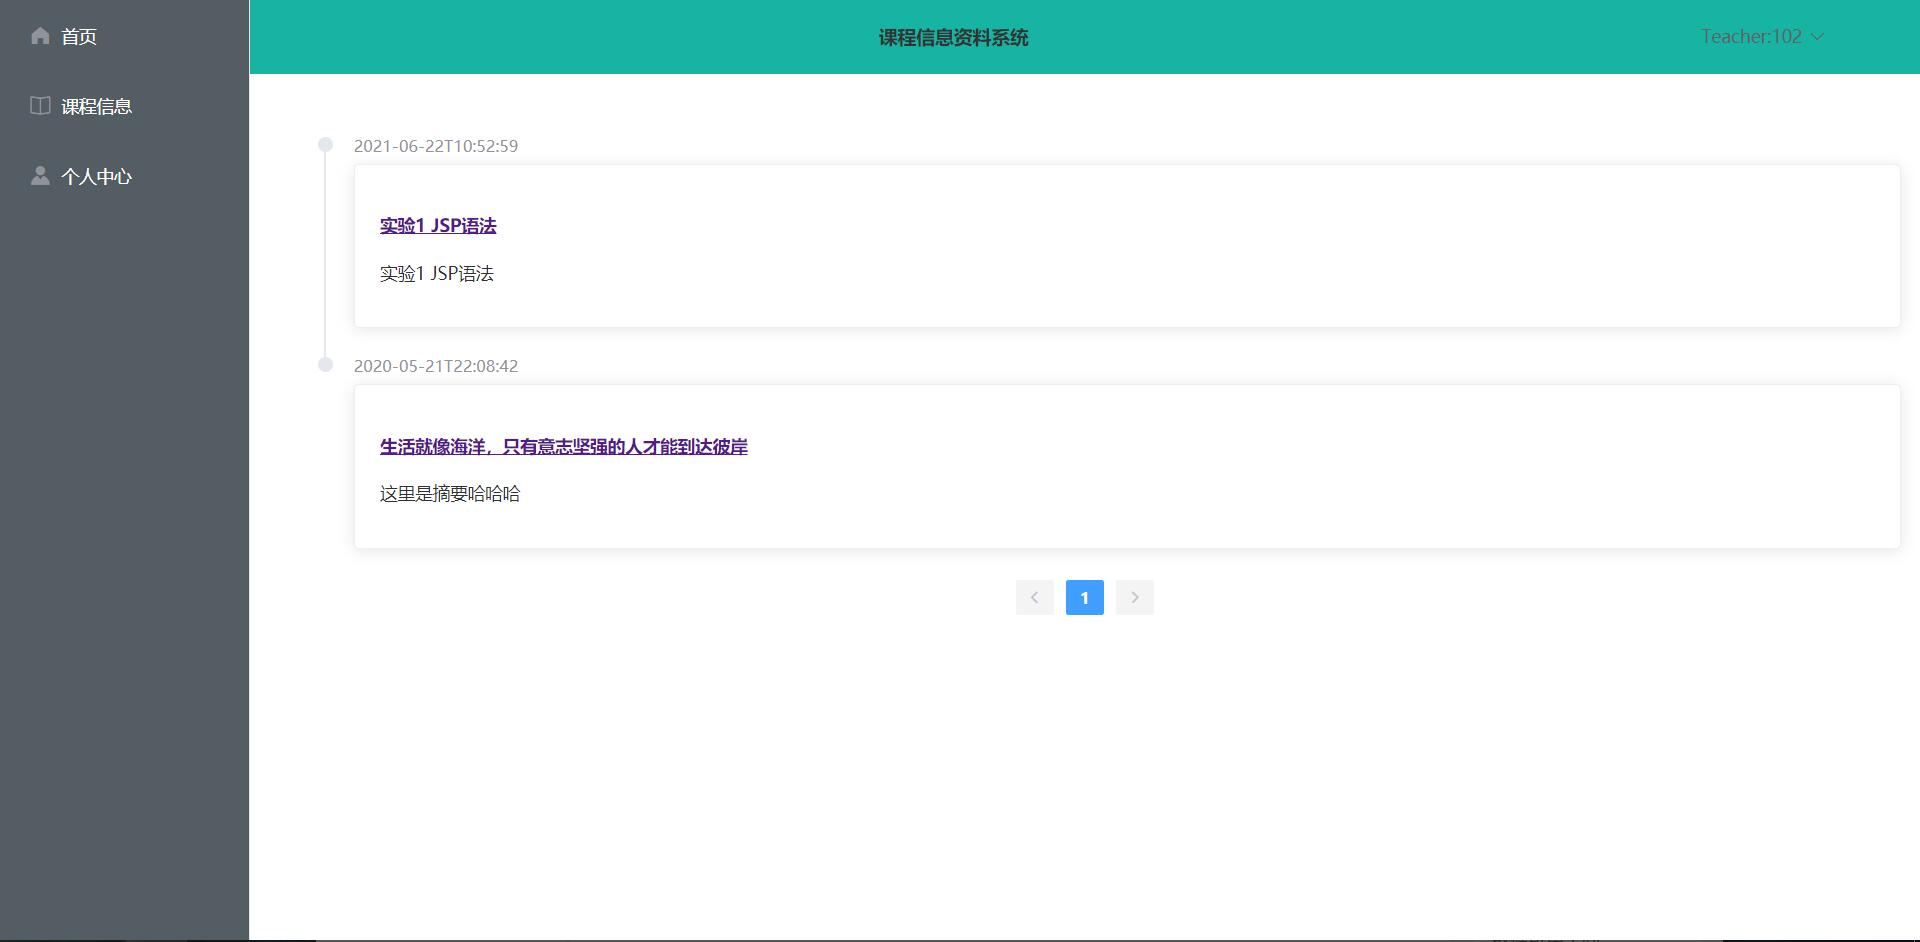 首页
课程信息
个人中心
课程信息资料系统
Teacher:102
2021-06-22T10:52:59
实验1 JSP语法
实验1 JSP语法
2020-05-21T22:08:42
生活就像海洋，只有意志坚强的人才能到达彼岸
这里是摘要哈哈哈
1